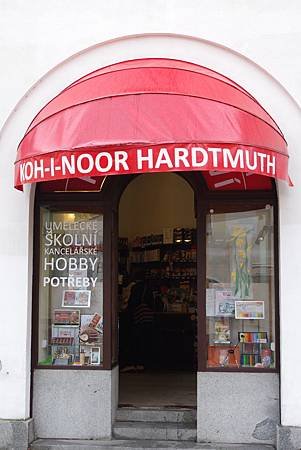 KOH-I-NOOR HARDTMUTH
UMĚLECKÉ
ŠKOLNÍ
KANCELÁŘSKÉ
HOBBY
POTŘEBY